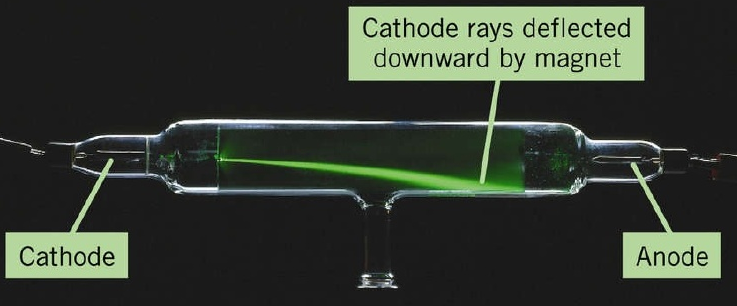 Cathode rays deflected
downward by magnet
Cathode
Anode